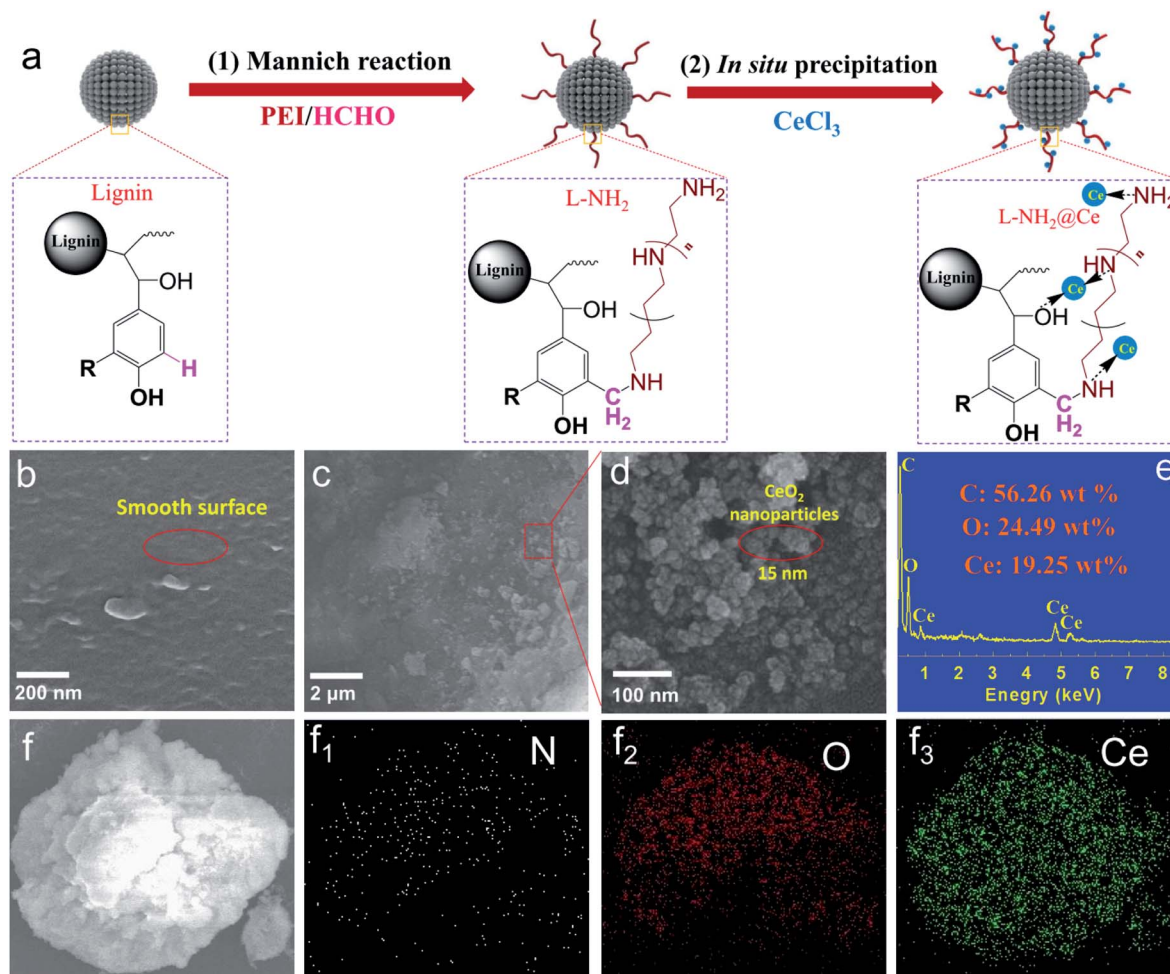 a
(1) Mannich reaction
PEI/HCHO
(2) In situ precipitation
CeCl3
Lignin
Lignin
OH
R
H
OH
L-NH2
NH2
HN
n
Lignin
OH
R
NH
OH
C
H2
Ce
NH2
L-NH2@Ce
HN
n
Lignin
Ce
OH
Ce
R
NH
OH
C
H2
b
Smooth surface
200 nm
c
2 µm
d
CeO2
nanoparticles
15 nm
100 nm
e
C
C: 56.26 wt %
O: 24.49 wt%
Ce: 19.25 wt%
O
Ce
Ce
Ce
1 2 3 4 5 6 7 8
Enegry (keV)
f
f1
N
f2
O
f3
Ce